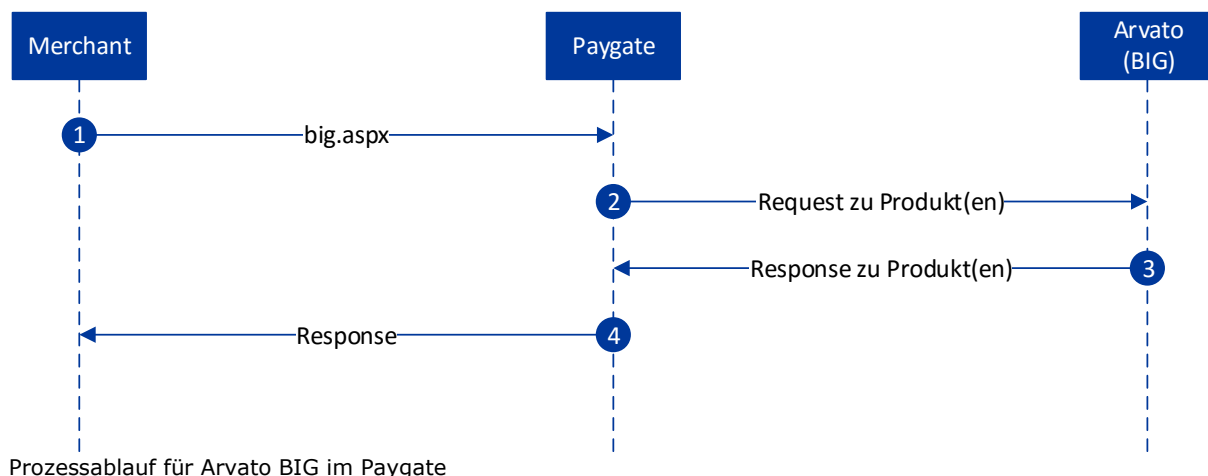 Merchant
Paygate
Arvato
(BIG)
1
big.aspx
2
Request zu Produkt(en)
Response zu Produkt(en)
3
Response
4
Prozessablauf für Arvato BIG im Paygate